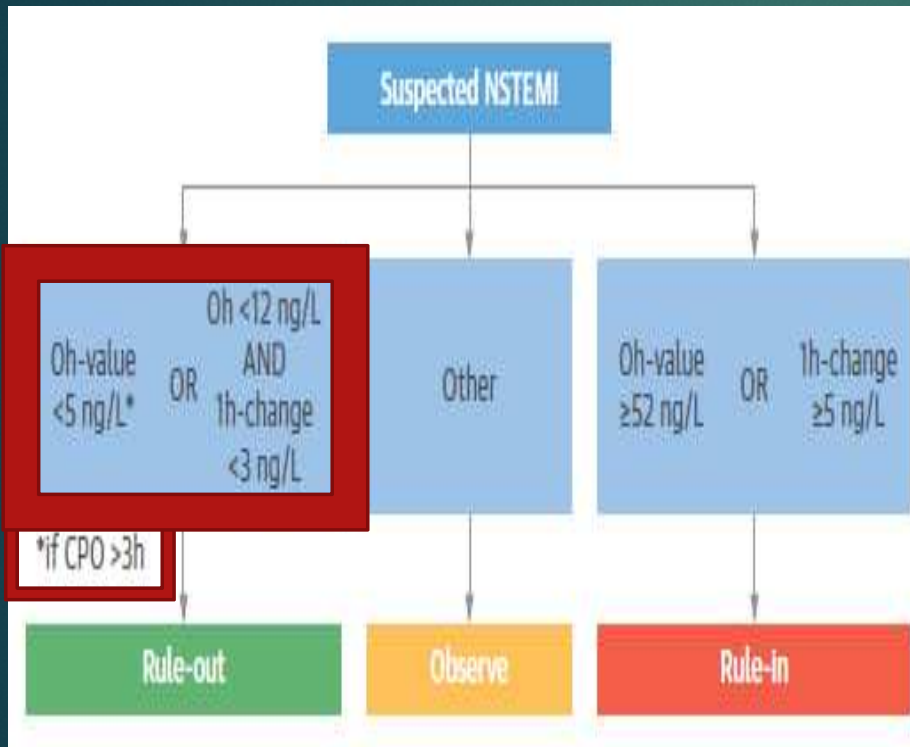 Suspected NSTEMI
0h-value
<5 ng/L*
OR
0h <12 ng/L
AND
1h-change
<3 ng/L
Other
0h-value
≥52 ng/L
OR
1h-change
≥5 ng/L
*if CPO >3h
Rule-out
Observe
Rule-in